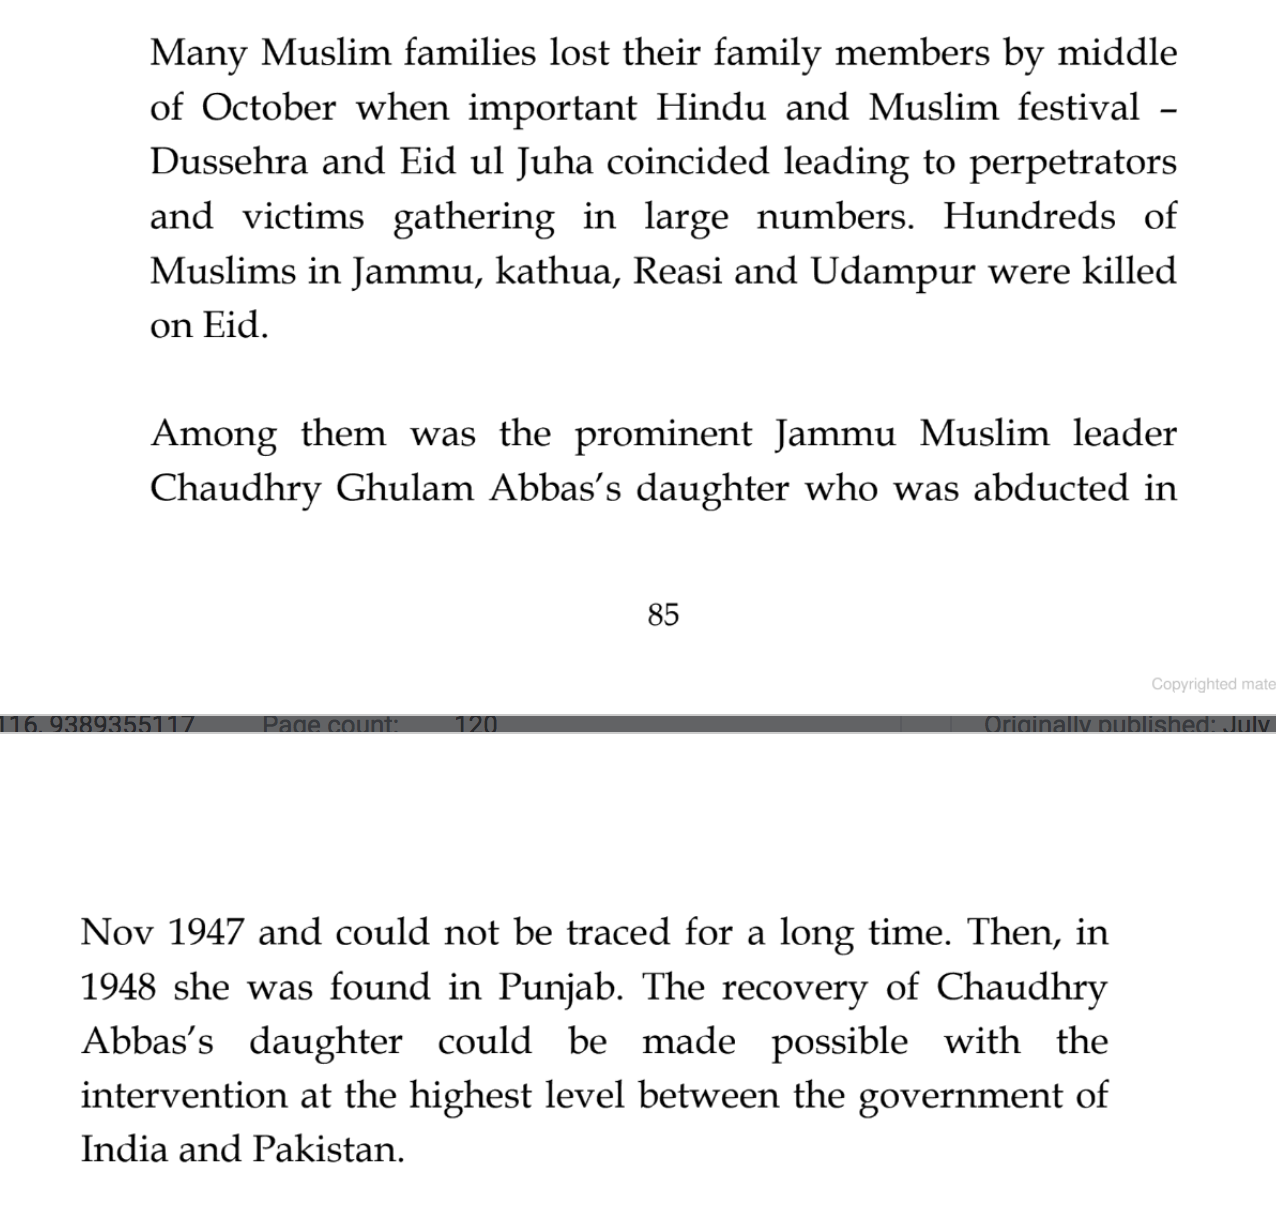 Many Muslim families lost their family members by middle
of October when important Hindu and Muslim festival –
Dussehra and Eid ul Juha coincided leading to perpetrators
and victims gathering in large numbers. Hundreds of
Muslims in Jammu, kathua, Reasi and Udampur were killed
on Eid.
Among them was the prominent Jammu Muslim leader
Chaudhry Ghulam Abbas’s daughter who was abducted in
85
Copyrighted mate
116, 9389355117 Page count: 120 Originally published: July
Nov 1947 and could not be traced for a long time. Then, in
1948 she was found in Punjab. The recovery of Chaudhry
Abbas’s daughter could be made possible with the
intervention at the highest level between the government of
India and Pakistan.